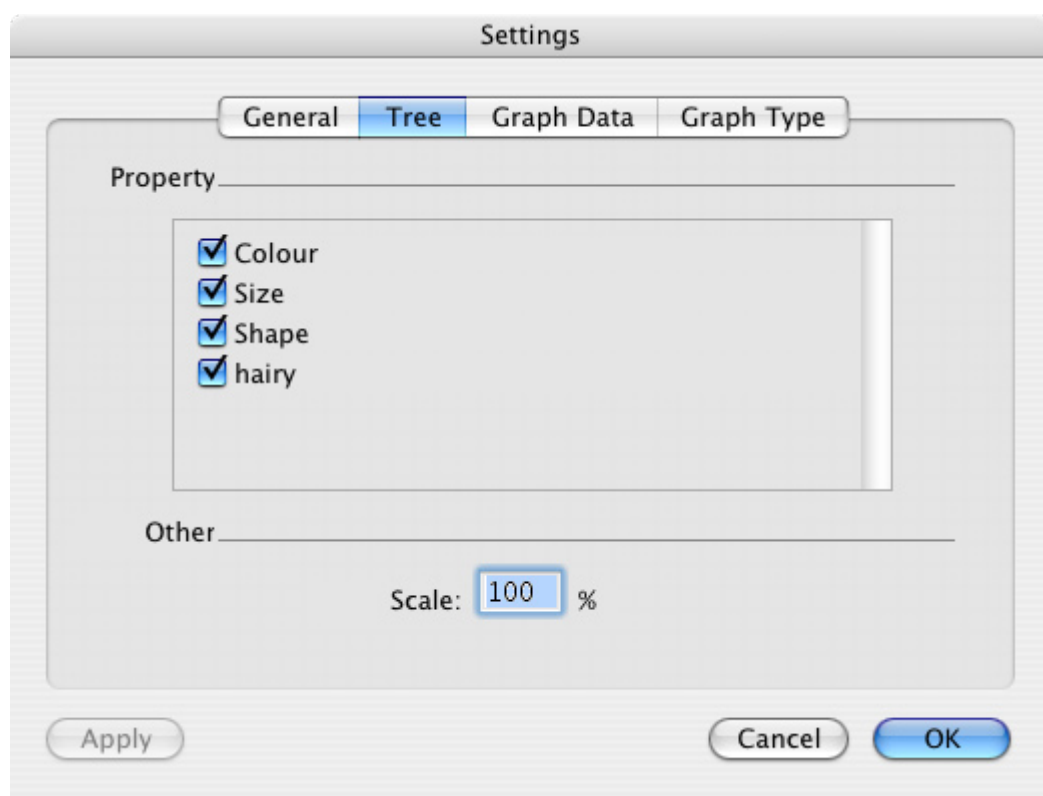 Settings
General Tree Graph Data Graph Type
Property
Colour
Size
Shape
hairy
Other
Scale: 100 %
Apply Cancel OK